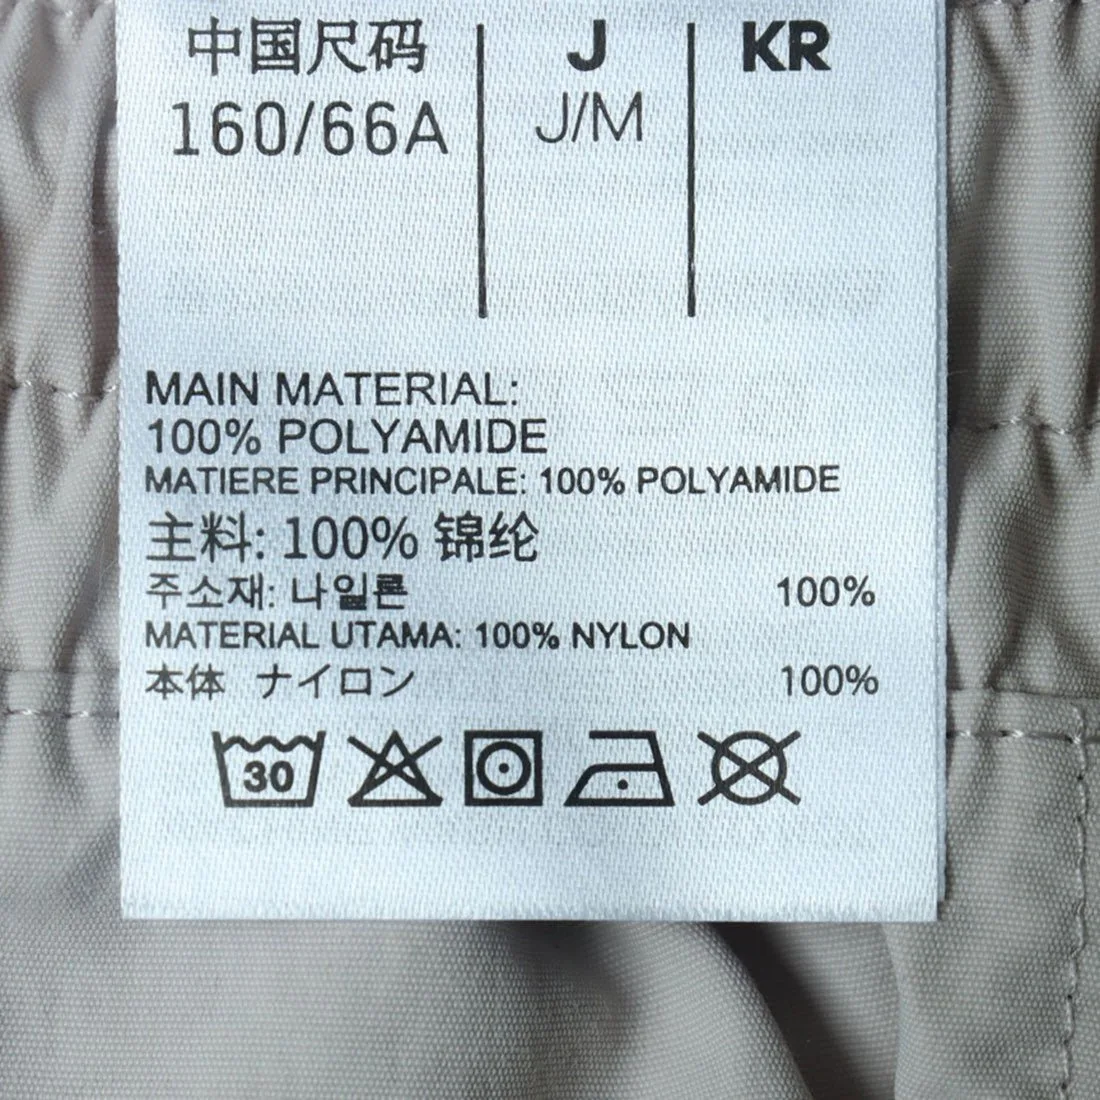 中国尺码 J KR
160/66A J/M
MAIN MATERIAL:
100% POLYAMIDE
MATIERE PRINCIPALE: 100% POLYAMIDE
主料: 100% 锦纶
주소재: 나일론 100%
MATERIAL UTAMA: 100% NYLON
本体 ナイロン 100%
30